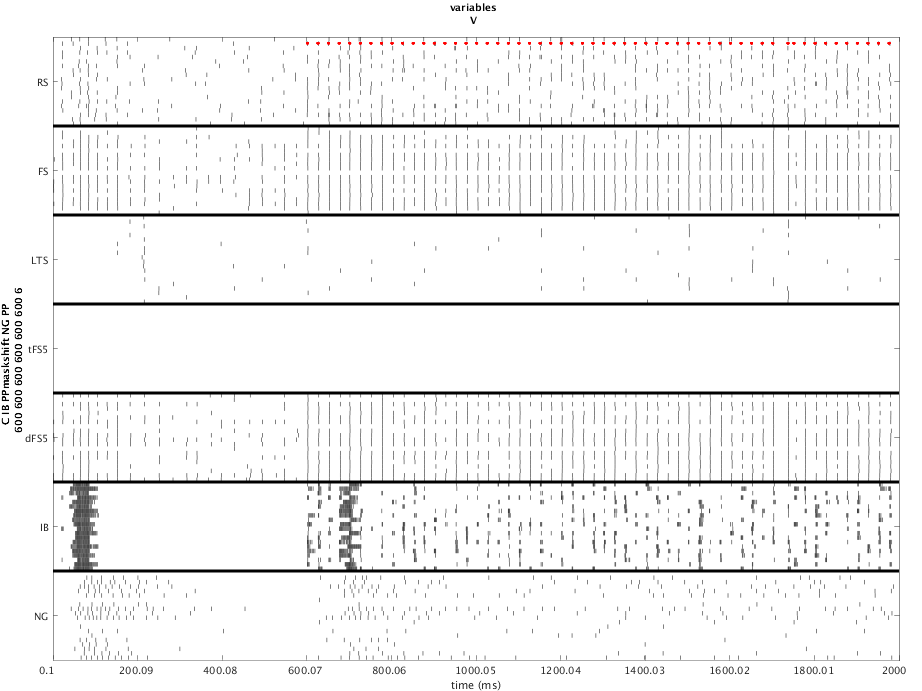 variables
V
RS
FS
LTS
tFS5
dFS5
IB
NG
C IB PPmaskshift NG PP
600 600 600 600 600 600 600 6
0.1 200.09 400.08 600.07 800.06 1000.05 1200.04 1400.03 1600.02 1800.01 2000
time (ms)